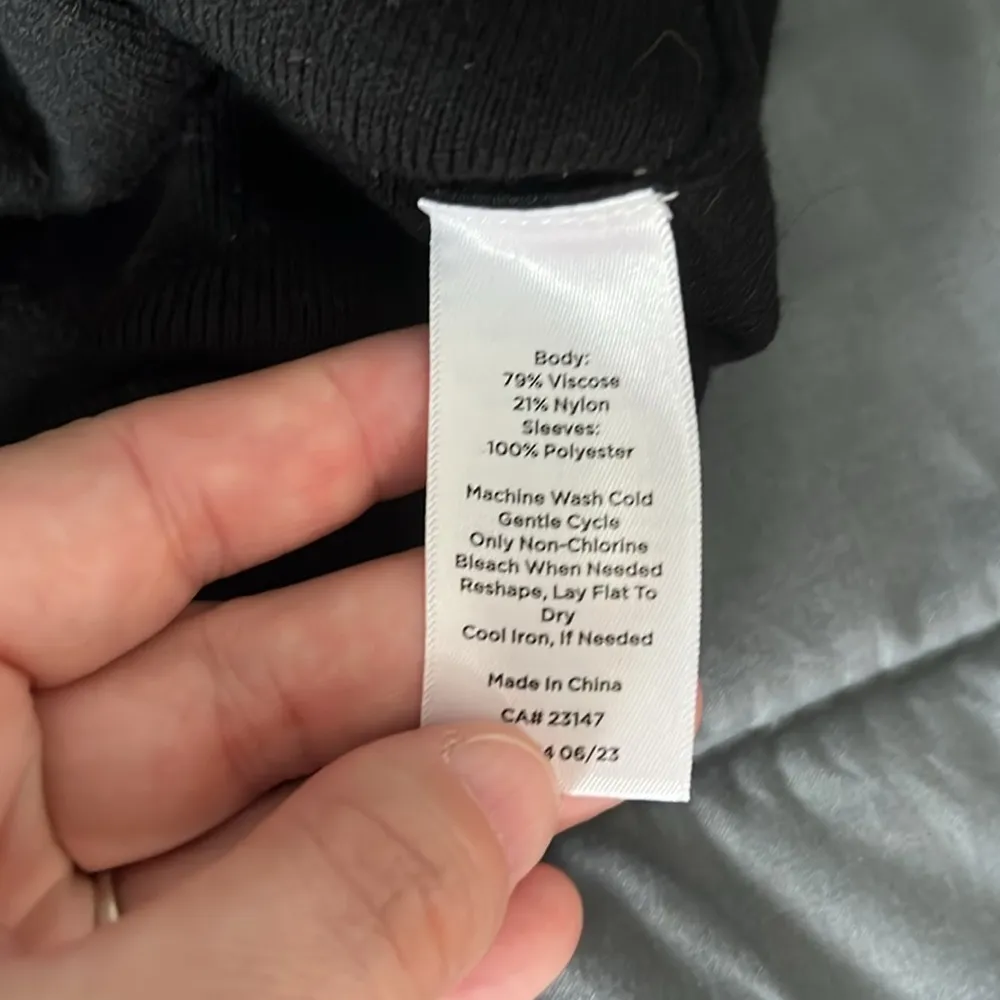 Body:
79% Viscose
21% Nylon
Sleeves:
100% Polyester
Machine Wash Cold
Gentle Cycle
Only Non-Chlorine
Bleach When Needed
Reshape, Lay Flat To
Dry
Cool Iron, If Needed
Made In China
CA# 23147
4 06/23